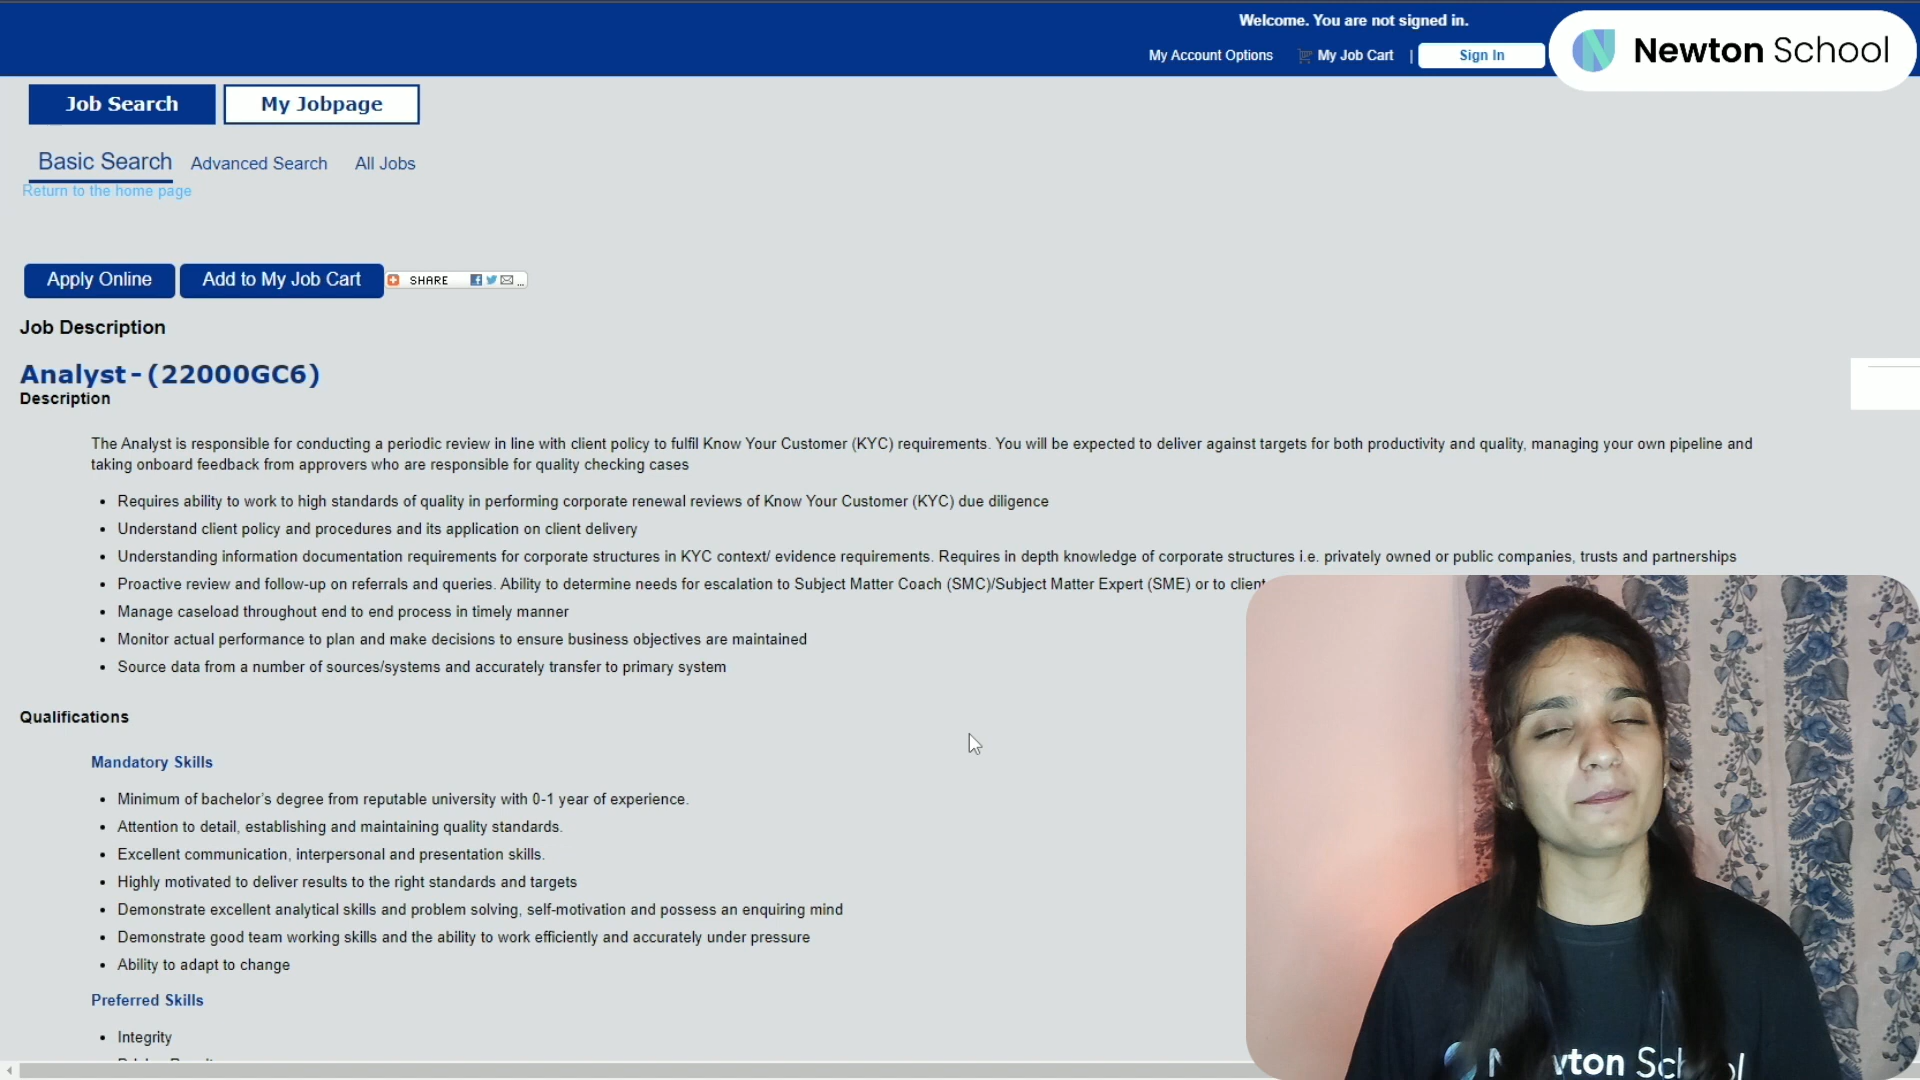 Welcome. You are not signed in.
My Account Options My Job Cart | Sign In
Newton School
Job Search My Jobpage
Basic Search Advanced Search All Jobs
Return to the home page
Apply Online Add to My Job Cart SHARE ...
Job Description
Analyst - (22000GC6)
Description
The Analyst is responsible for conducting a periodic review in line with client policy to fulfil Know Your Customer (KYC) requirements. You will be expected to deliver against targets for both productivity and quality, managing your own pipeline and
taking onboard feedback from approvers who are responsible for quality checking cases
• Requires ability to work to high standards of quality in performing corporate renewal reviews of Know Your Customer (KYC) due diligence
• Understand client policy and procedures and its application on client delivery
• Understanding information documentation requirements for corporate structures in KYC context/ evidence requirements. Requires in depth knowledge of corporate structures i.e. privately owned or public companies, trusts and partnerships
• Proactive review and follow-up on referrals and queries. Ability to determine needs for escalation to Subject Matter Coach (SMC)/Subject Matter Expert (SME) or to client
• Manage caseload throughout end to end process in timely manner
• Monitor actual performance to plan and make decisions to ensure business objectives are maintained
• Source data from a number of sources/systems and accurately transfer to primary system
Qualifications
Mandatory Skills
• Minimum of bachelor's degree from reputable university with 0-1 year of experience.
• Attention to detail, establishing and maintaining quality standards.
• Excellent communication, interpersonal and presentation skills.
• Highly motivated to deliver results to the right standards and targets
• Demonstrate excellent analytical skills and problem solving, self-motivation and possess an enquiring mind
• Demonstrate good team working skills and the ability to work efficiently and accurately under pressure
• Ability to adapt to change
Preferred Skills
• Integrity